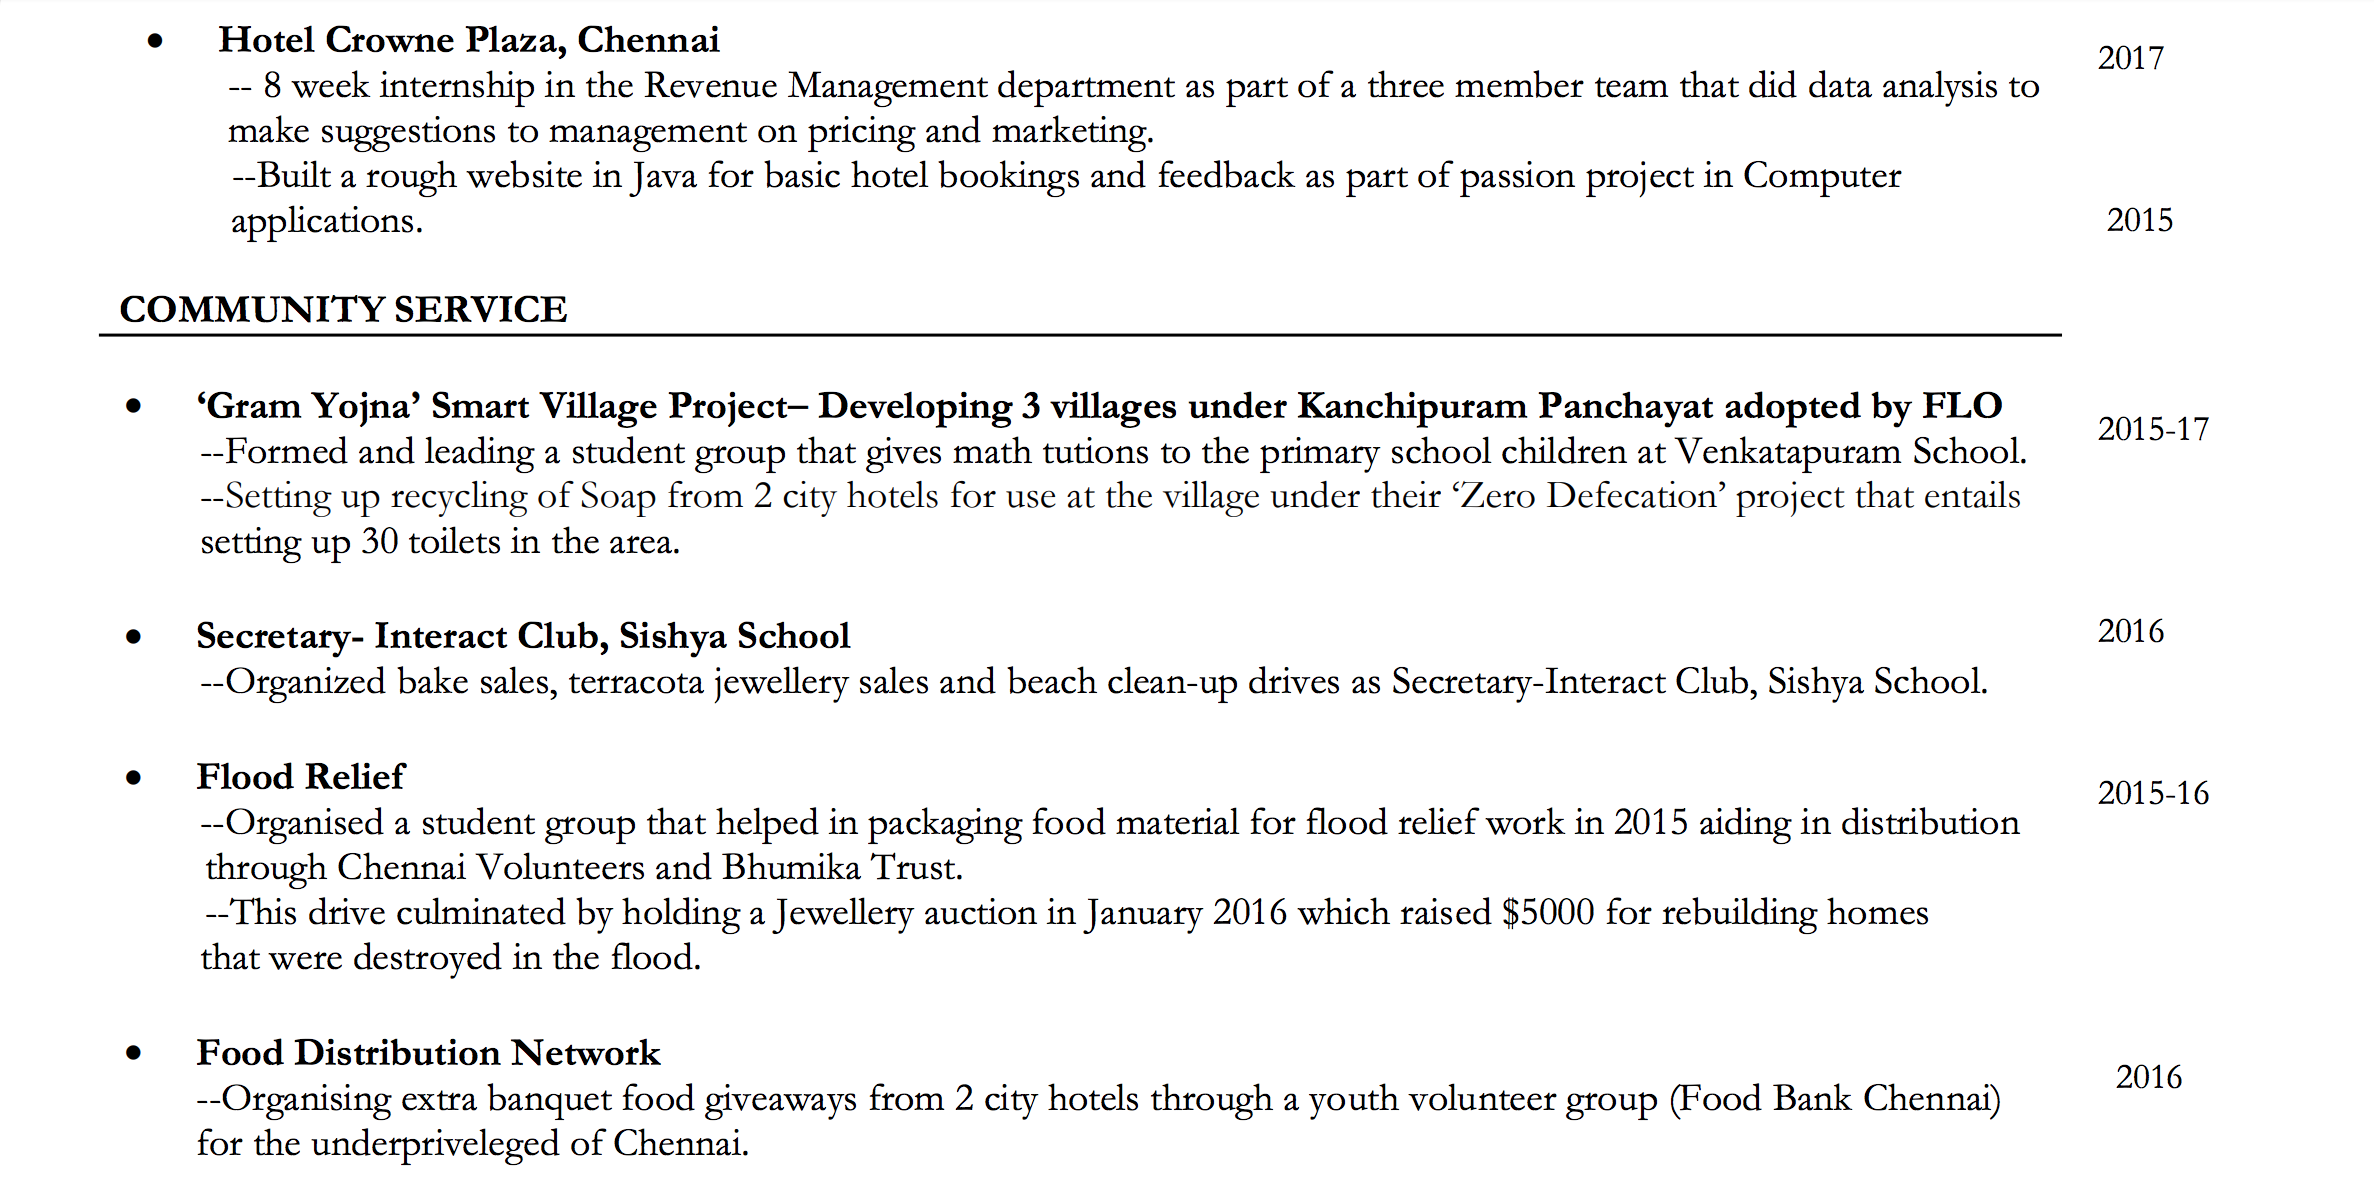 • Hotel Crowne Plaza, Chennai 2017
-- 8 week internship in the Revenue Management department as part of a three member team that did data analysis to
make suggestions to management on pricing and marketing.
--Built a rough website in Java for basic hotel bookings and feedback as part of passion project in Computer
applications. 2015
COMMUNITY SERVICE
• ‘Gram Yojna’ Smart Village Project– Developing 3 villages under Kanchipuram Panchayat adopted by FLO 2015-17
--Formed and leading a student group that gives math tutions to the primary school children at Venkatapuram School.
--Setting up recycling of Soap from 2 city hotels for use at the village under their ‘Zero Defecation’ project that entails
setting up 30 toilets in the area.
• Secretary- Interact Club, Sishya School 2016
--Organized bake sales, terracota jewellery sales and beach clean-up drives as Secretary-Interact Club, Sishya School.
• Flood Relief 2015-16
--Organised a student group that helped in packaging food material for flood relief work in 2015 aiding in distribution
through Chennai Volunteers and Bhumika Trust.
--This drive culminated by holding a Jewellery auction in January 2016 which raised $5000 for rebuilding homes
that were destroyed in the flood.
• Food Distribution Network 2016
--Organising extra banquet food giveaways from 2 city hotels through a youth volunteer group (Food Bank Chennai)
for the underpriveleged of Chennai.